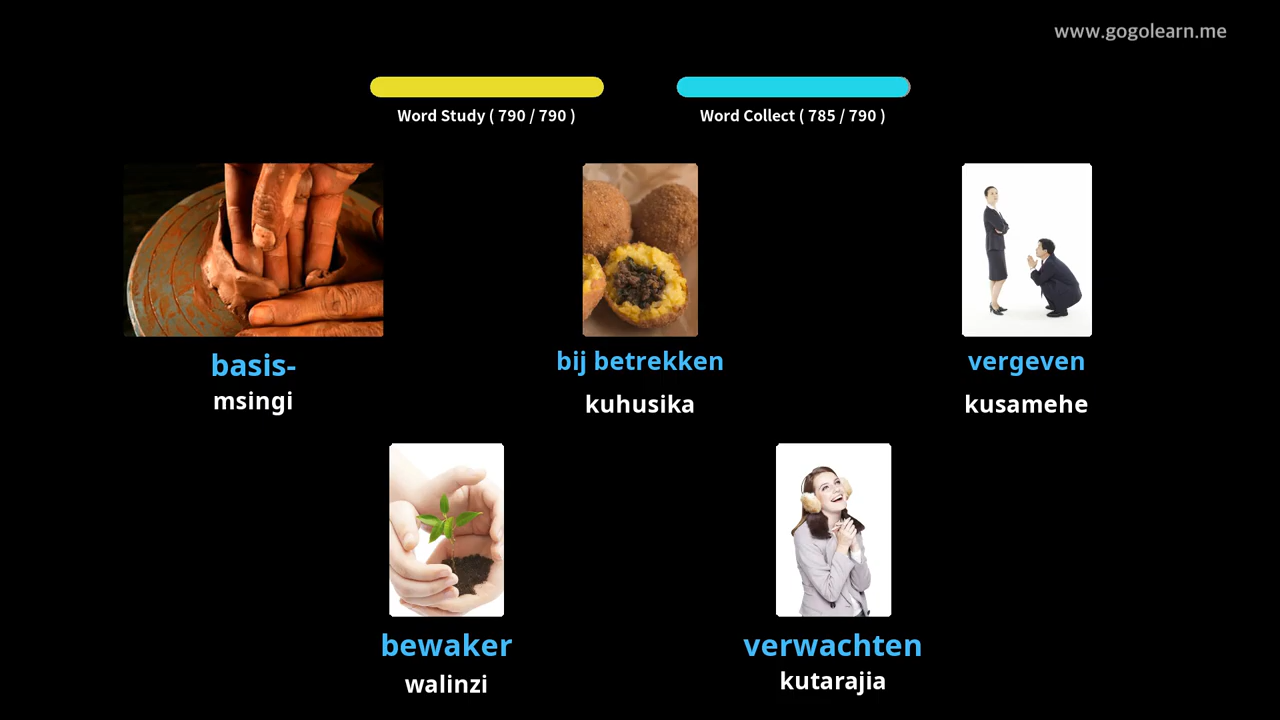 www.gogolearn.me
Word Study ( 790 / 790 )
Word Collect ( 785 / 790 )
basis-
msingi
bij betrekken
kuhusika
vergeven
kusamehe
bewaker
walinzi
verwachten
kutarajia